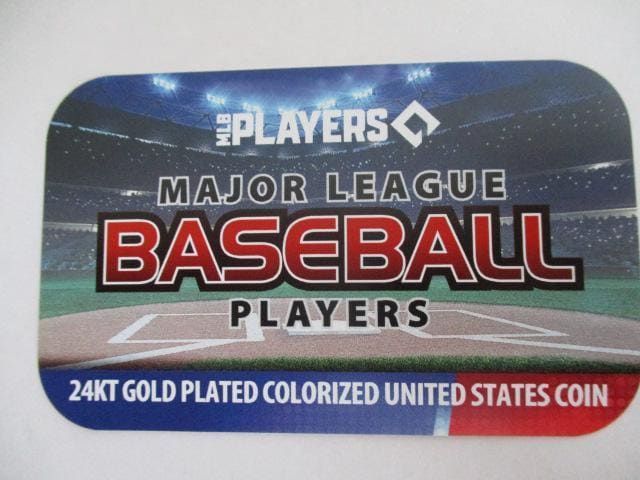 MLB PLAYERS
MAJOR LEAGUE
BASEBALL
PLAYERS
24KT GOLD PLATED COLORIZED UNITED STATES COIN